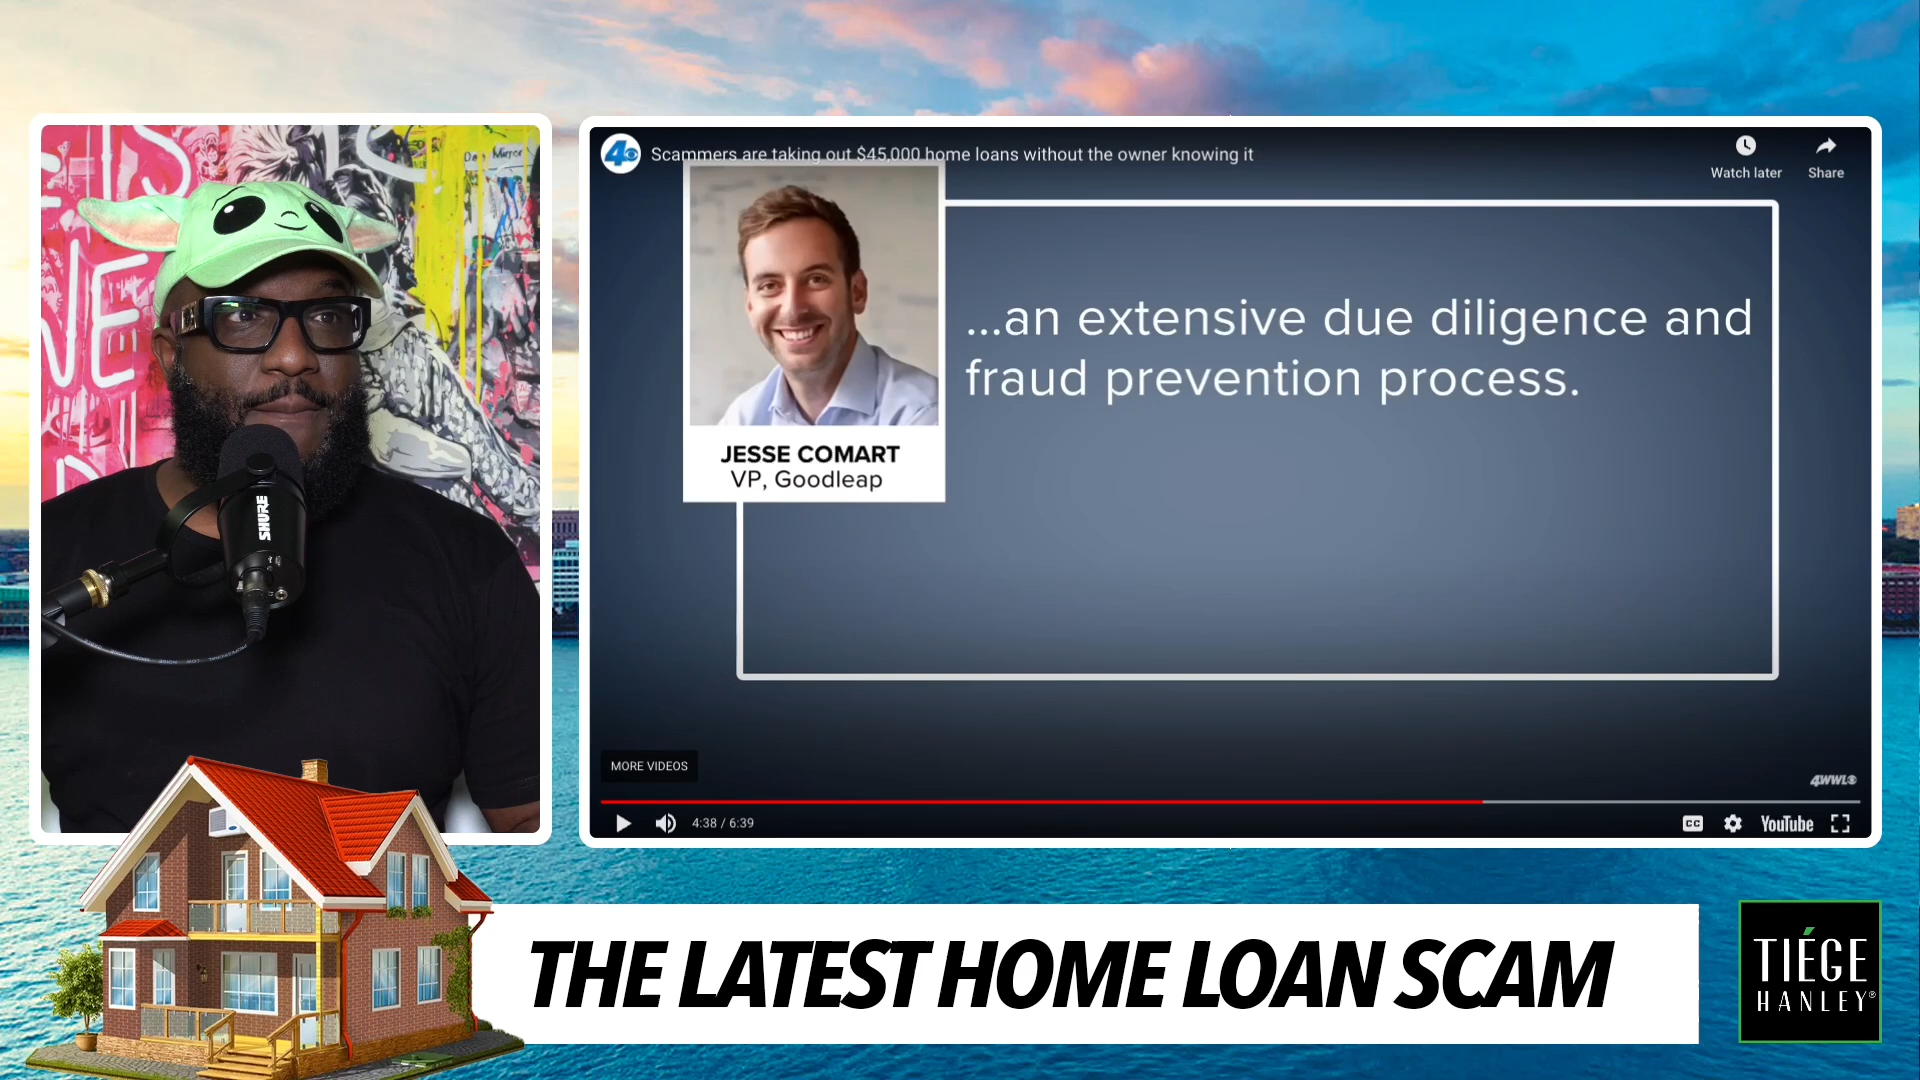 Scammers are taking out $45,000 home loans without the owner knowing it
Watch later
Share
...an extensive due diligence and
fraud prevention process.
JESSE COMART
VP, Goodleap
SHURE
MORE VIDEOS
4WWL
4:38 / 6:39
CC
YouTube
THE LATEST HOME LOAN SCAM
TIÉGE
HANLEY®